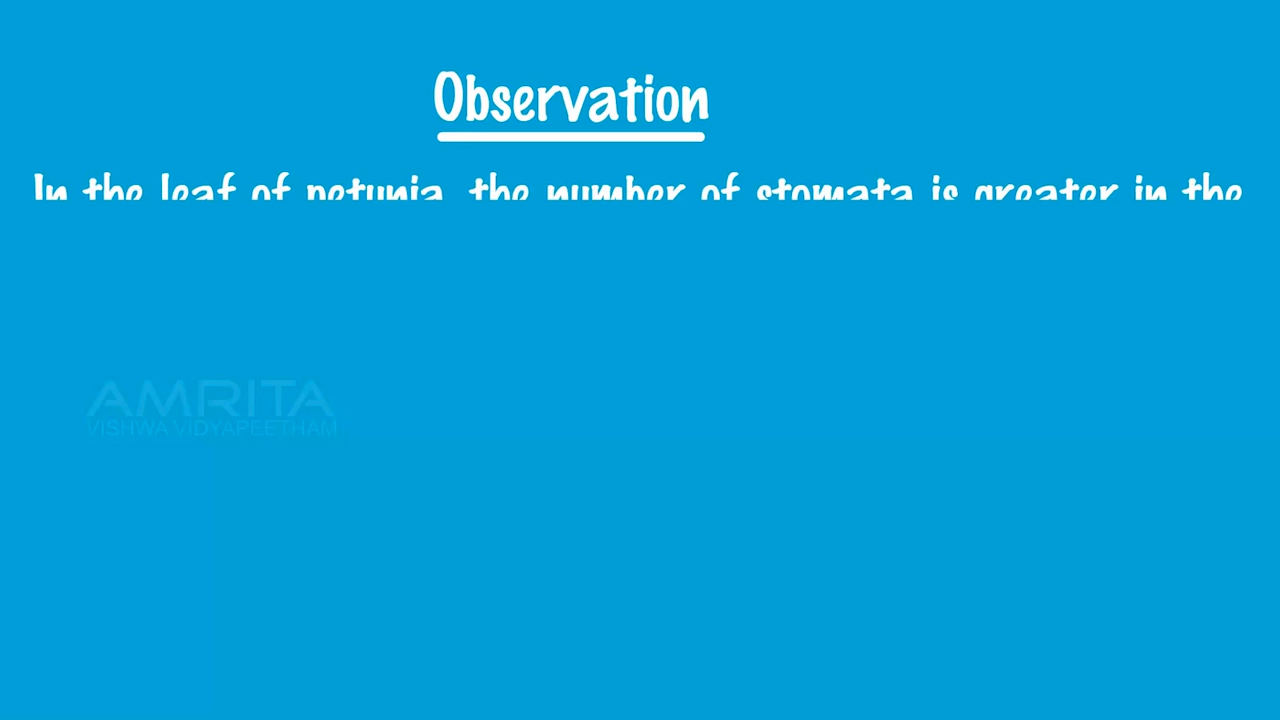 Observation
In the leaf of petunia, the number of stomata is greater in the
AMRITA
VISHWA VIDYAPEETHAM